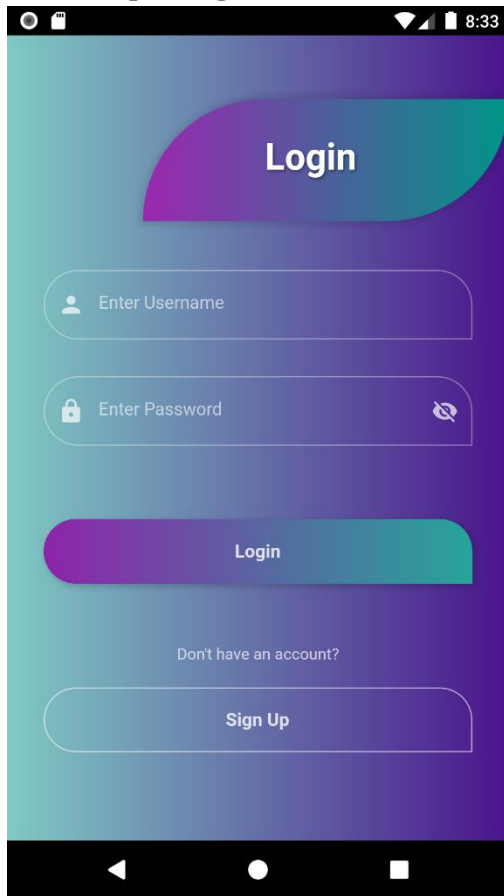 8:33
Login
Enter Username
Enter Password
Login
Don't have an account?
Sign Up